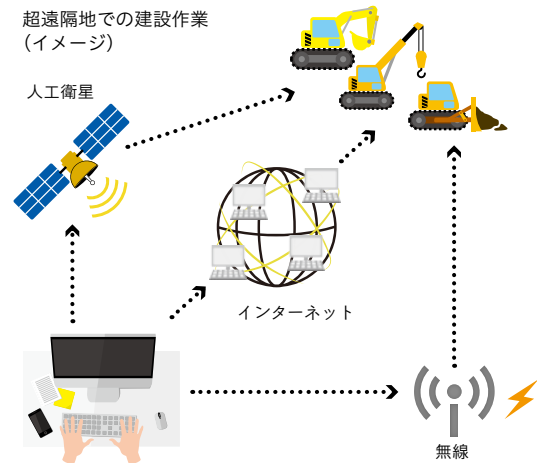 超遠隔地での建設作業
（イメージ）
人工衛星
インターネット
無線